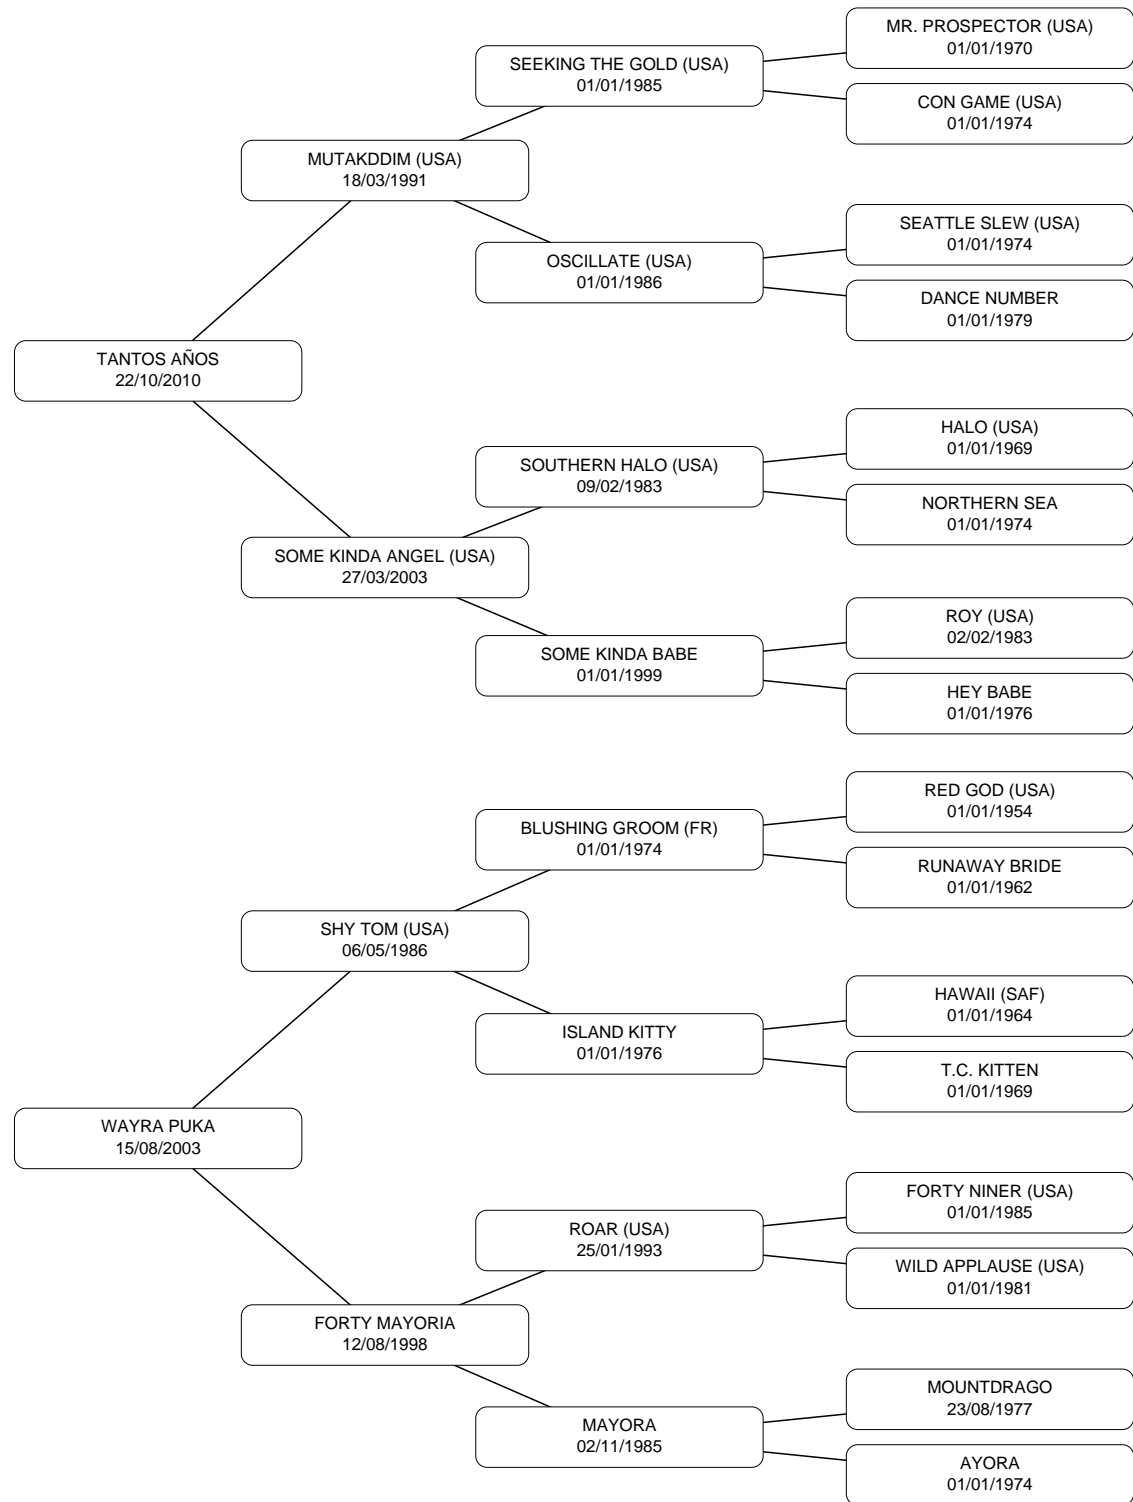 MR. PROSPECTOR (USA)
01/01/1970
SEEKING THE GOLD (USA)
01/01/1985
CON GAME (USA)
01/01/1974
MUTAKDDIM (USA)
18/03/1991
SEATTLE SLEW (USA)
01/01/1974
OSCILLATE (USA)
01/01/1986
DANCE NUMBER
01/01/1979
TANTOS AÑOS
22/10/2010
HALO (USA)
01/01/1969
SOUTHERN HALO (USA)
09/02/1983
NORTHERN SEA
01/01/1974
SOME KINDA ANGEL (USA)
27/03/2003
ROY (USA)
02/02/1983
SOME KINDA BABE
01/01/1999
HEY BABE
01/01/1976
RED GOD (USA)
01/01/1954
BLUSHING GROOM (FR)
01/01/1974
RUNAWAY BRIDE
01/01/1962
SHY TOM (USA)
06/05/1986
HAWAII (SAF)
01/01/1964
ISLAND KITTY
01/01/1976
T.C. KITTEN
01/01/1969
WAYRA PUKA
15/08/2003
FORTY NINER (USA)
01/01/1985
ROAR (USA)
25/01/1993
WILD APPLAUSE (USA)
01/01/1981
FORTY MAYORIA
12/08/1998
MOUNTDRAGO
23/08/1977
MAYORA
02/11/1985
AYORA
01/01/1974